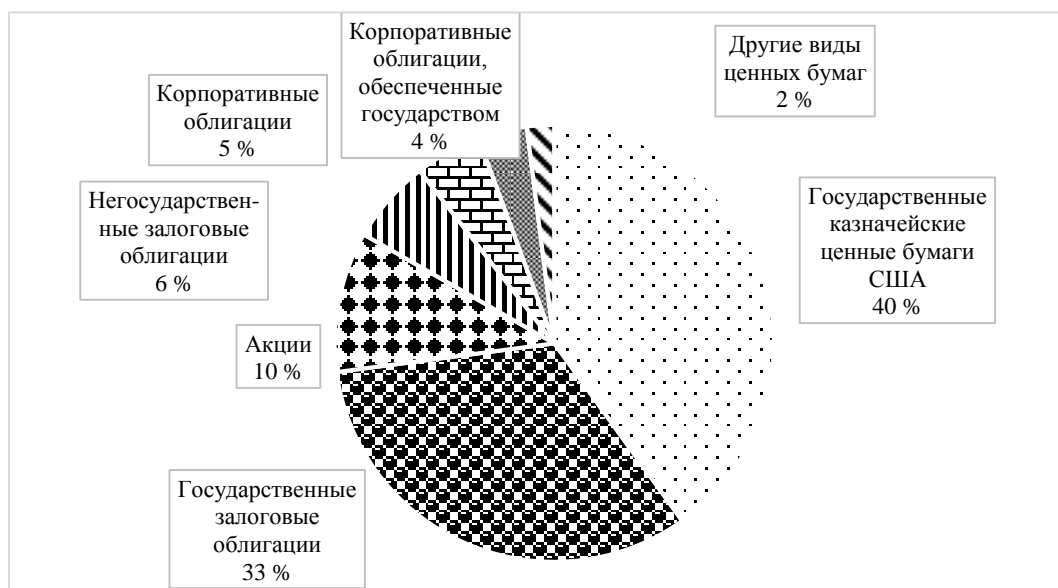 Корпоративные
облигации,
обеспеченные
государством
4 %
Другие виды
ценных бумаг
2 %
Корпоративные
облигации
5 %
Государственные
казначейские
ценные бумаги
США
40 %
Негосударствен-
ные залоговые
облигации
6 %
Акции
10 %
Государственные
залоговые
облигации
33 %